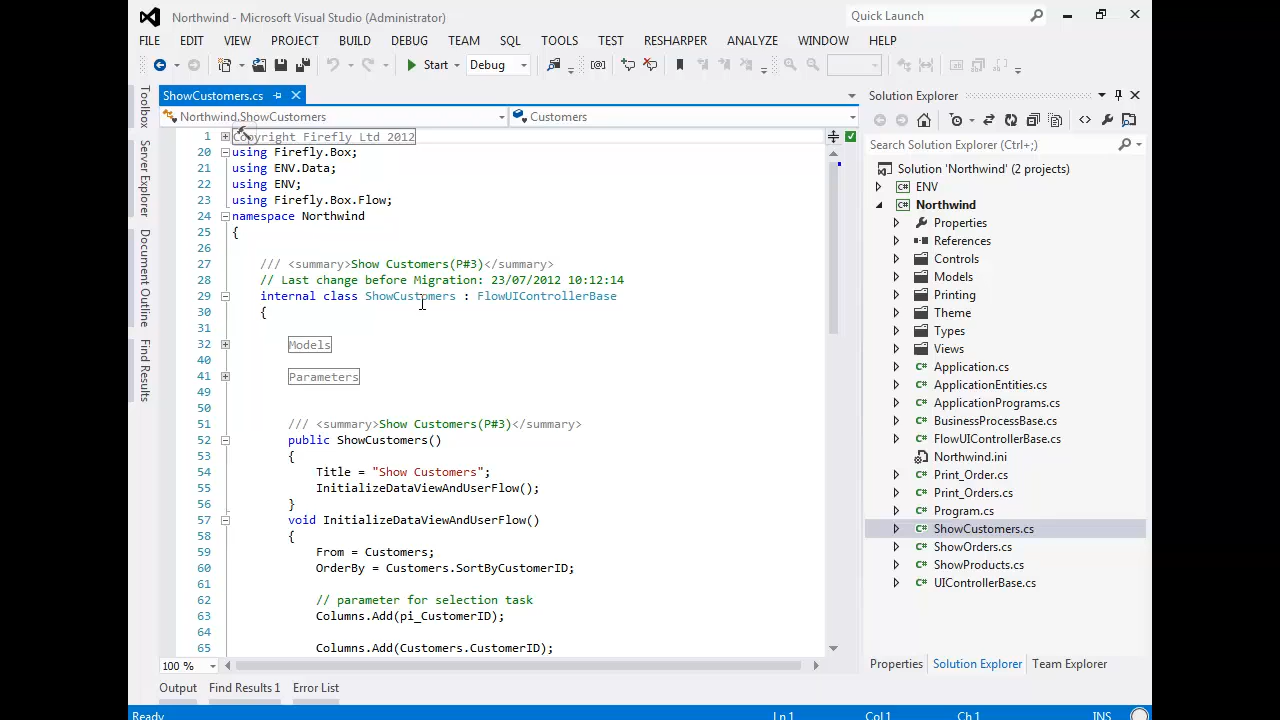 Northwind - Microsoft Visual Studio (Administrator)
Quick Launch
FILE EDIT VIEW PROJECT BUILD DEBUG TEAM SQL TOOLS TEST RESHARPER ANALYZE WINDOW HELP
Start Debug
Toolbox
Server Explorer
Document Outline
Find Results
ShowCustomers.cs
Northwind.ShowCustomers Customers
1 Copyright Firefly Ltd 2012
20 using Firefly.Box;
21 using ENV.Data;
22 using ENV;
23 using Firefly.Box.Flow;
24 namespace Northwind
25 {
26
27 /// <summary>Show Customers(P#3)</summary>
28 // Last change before Migration: 23/07/2012 10:12:14
29 internal class ShowCustomers : FlowUIControllerBase
30 {
31
32 Models
40
41 Parameters
49
50
51 /// <summary>Show Customers(P#3)</summary>
52 public ShowCustomers()
53 {
54 Title = "Show Customers";
55 InitializeDataViewAndUserFlow();
56 }
57 void InitializeDataViewAndUserFlow()
58 {
59 From = Customers;
60 OrderBy = Customers.SortByCustomerID;
61
62 // parameter for selection task
63 Columns.Add(pi_CustomerID);
64
65 Columns.Add(Customers.CustomerID);
100 %
Output Find Results 1 Error List
Solution Explorer
Search Solution Explorer (Ctrl+;)
Solution 'Northwind' (2 projects)
ENV
Northwind
Properties
References
Controls
Models
Printing
Theme
Types
Views
Application.cs
ApplicationEntities.cs
ApplicationPrograms.cs
BusinessProcessBase.cs
FlowUIControllerBase.cs
Northwind.ini
Print_Order.cs
Print_Orders.cs
Program.cs
ShowCustomers.cs
ShowOrders.cs
ShowProducts.cs
UIControllerBase.cs
Properties Solution Explorer Team Explorer
Ready Ln 1 Col 1 Ch 1 INS